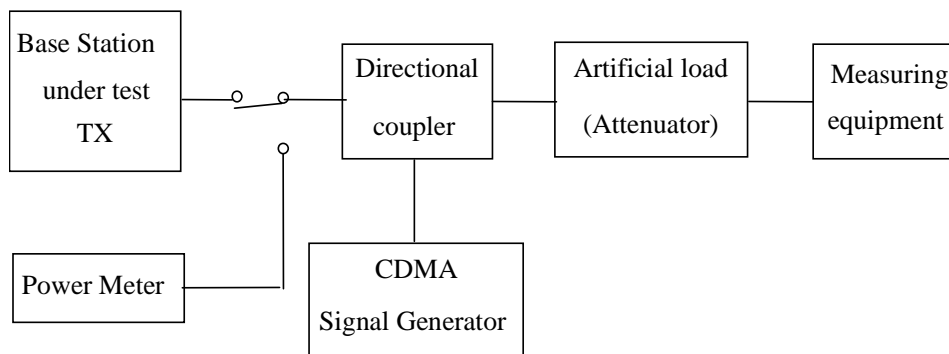 Base Station
under test
TX
Directional
coupler
Artificial load
(Attenuator)
Measuring
equipment
Power Meter
CDMA
Signal Generator